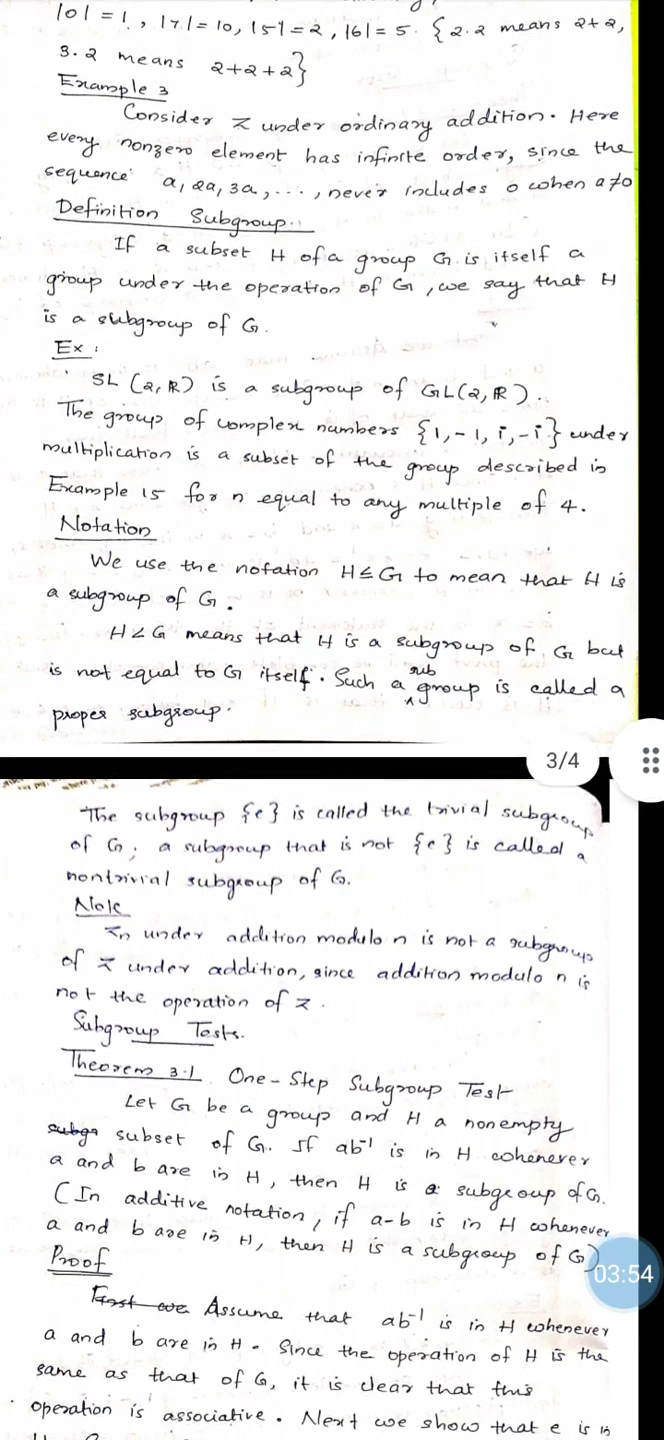 |0| = 1, |7| = 10, |5| = 2, |6| = 5. {2.2 means 2+2,
3.2 means 2+2+2}
Example 3
Consider Z under ordinary addition. Here
every nonzero element has infinite order, since the
sequence a, 2a, 3a, ..., never includes 0 when a≠0
Definition Subgroup.
If a subset H of a group G is itself a
group under the operation of G, we say that H
is a subgroup of G.
Ex:
SL (2, R) is a subgroup of GL(2, R).
The group of complex numbers {1, -1, i, -i} under
multiplication is a subset of the group described in
Example 15 for n equal to any multiple of 4.
Notation
We use the notation H≤G to mean that H is
a subgroup of G.
H<G means that H is a subgroup of G but
is not equal to G itself. Such a subgroup is called a
proper subgroup.
3/4
The subgroup {e} is called the trivial subgroup
of G; a subgroup that is not {e} is called a
nontrivial subgroup of G.
Note
Zn under addition modulo n is not a subgroup
of Z under addition, since addition modulo n is
not the operation of Z.
Subgroup Tests.
Theorem 3.1 One-Step Subgroup Test
Let G be a group and H a nonempty
subgr subset of G. If ab⁻¹ is in H whenever
a and b are in H, then H is a subgroup of G.
(In additive notation, if a-b is in H whenever
a and b are in H, then H is a subgroup of G)
03:54
Proof
First we Assume that ab⁻¹ is in H whenever
a and b are in H. Since the operation of H is the
same as that of G, it is clear that this
operation is associative. Next we show that e is in